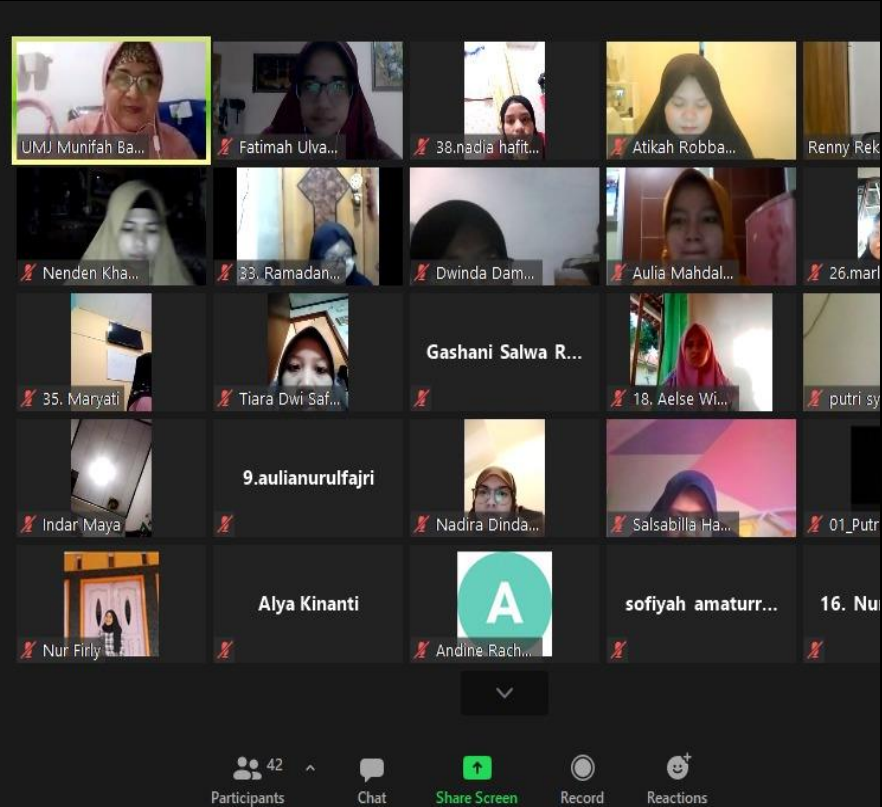 UMJ Munifah Ba...
Fatimah Ulva...
38.nadia hafit...
Atikah Robba...
Renny Rek
Nenden Kha...
33. Ramadan...
Dwinda Dam...
Aulia Mahdal...
26.marl
35. Maryati
Tiara Dwi Saf...
Gashani Salwa R...
18. Aelse Wi...
putri sy
Indar Maya
9.aulianurulfajri
Nadira Dinda...
Salsabilla Ha...
01_Putr
Nur Firly
Alya Kinanti
A
Andine Rach...
sofiyah amaturr...
16. Nu
42
Participants
Chat
Share Screen
Record
Reactions